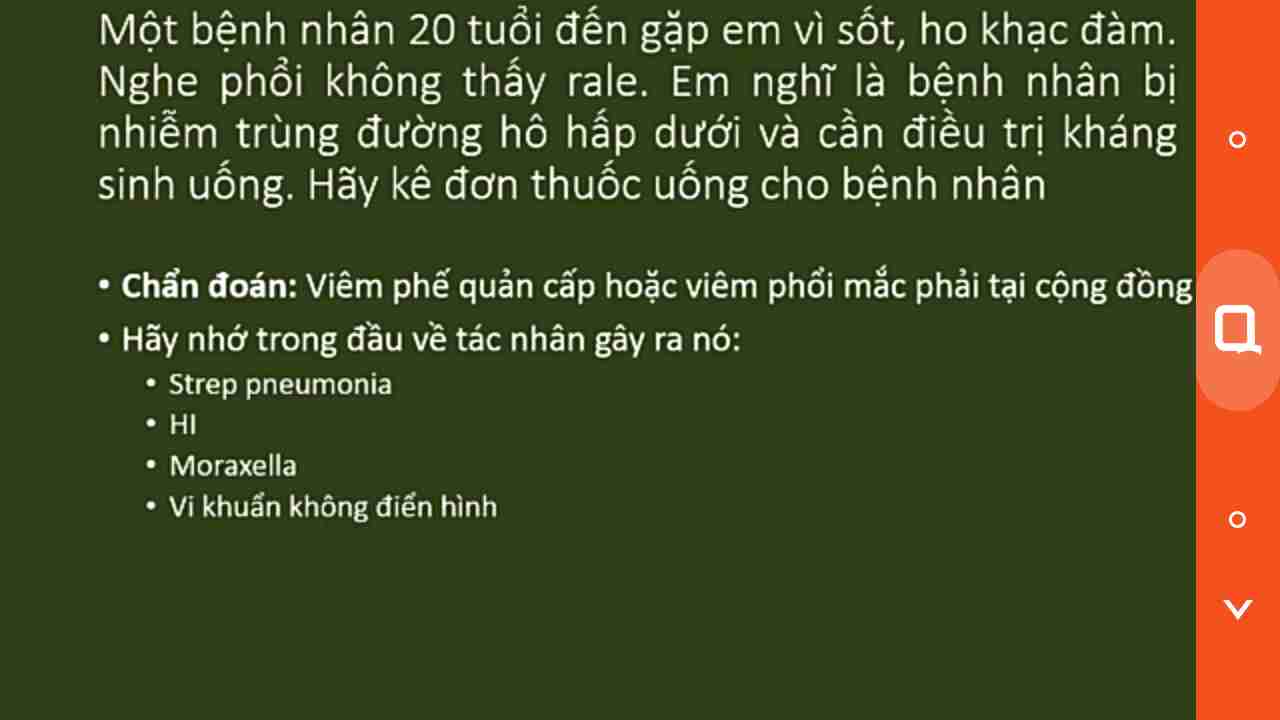 Một bệnh nhân 20 tuổi đến gặp em vì sốt, ho khạc đàm.
Nghe phổi không thấy rale. Em nghĩ là bệnh nhân bị
nhiễm trùng đường hô hấp dưới và cần điều trị kháng
sinh uống. Hãy kê đơn thuốc uống cho bệnh nhân
• Chẩn đoán: Viêm phế quản cấp hoặc viêm phổi mắc phải tại cộng đồng
• Hãy nhớ trong đầu về tác nhân gây ra nó:
• Strep pneumonia
• HI
• Moraxella
• Vi khuẩn không điển hình